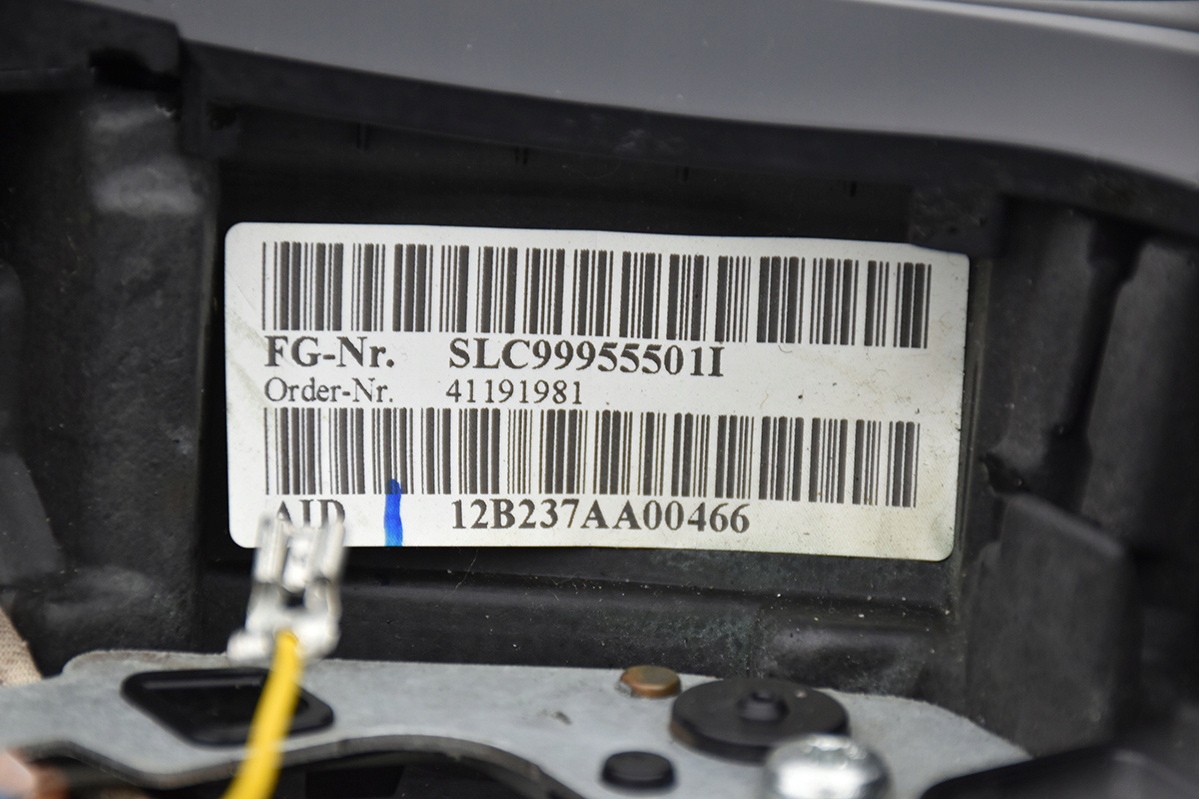 FG-Nr. SLC99955501I
Order-Nr. 41191981
AID 12B237AA00466